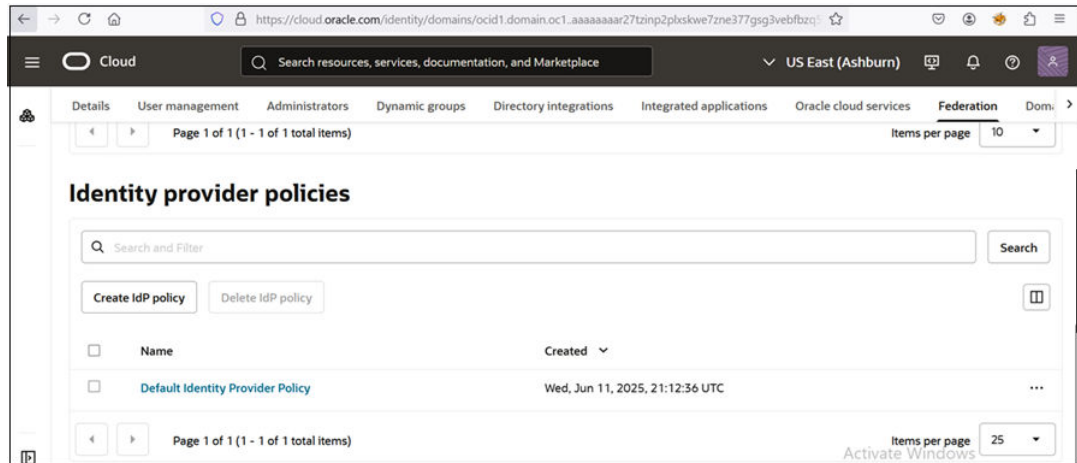 https://cloud.oracle.com/identity/domains/ocid1.domain.oc1..aaaaaaaar27tzinp2plxskwe7zne377gsg3vebfbzq5
Cloud Search resources, services, documentation, and Marketplace US East (Ashburn)
Details User management Administrators Dynamic groups Directory integrations Integrated applications Oracle cloud services Federation Doma
Page 1 of 1 (1 - 1 of 1 total items) Items per page 10
Identity provider policies
Search and Filter Search
Create IdP policy Delete IdP policy
Name Created
Default Identity Provider Policy Wed, Jun 11, 2025, 21:12:36 UTC ...
Page 1 of 1 (1 - 1 of 1 total items) Items per page 25
Activate Windows